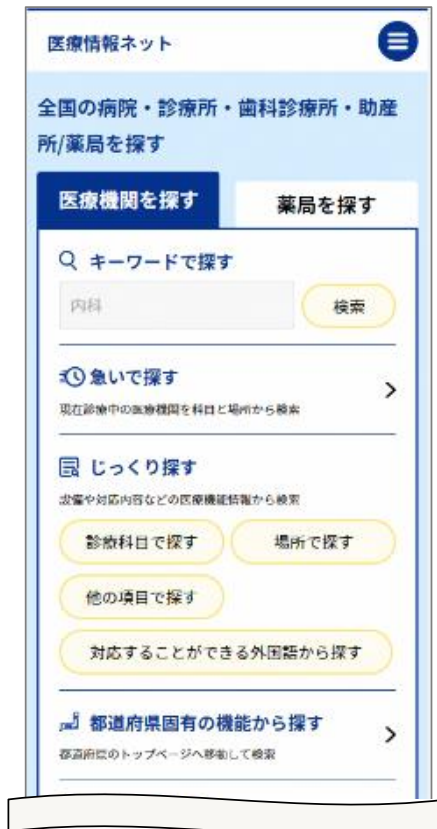 医療情報ネット
全国の病院・診療所・歯科診療所・助産
所/薬局を探す
医療機関を探す
薬局を探す
キーワードで探す
内科
検索
急いで探す
現在診療中の医療機関を科目と場所から検索
じっくり探す
設備や対応内容などの医療機能情報から検索
診療科目で探す
場所で探す
他の項目で探す
対応することができる外国語から探す
都道府県固有の機能から探す
都道府県のトップページへ移動して検索